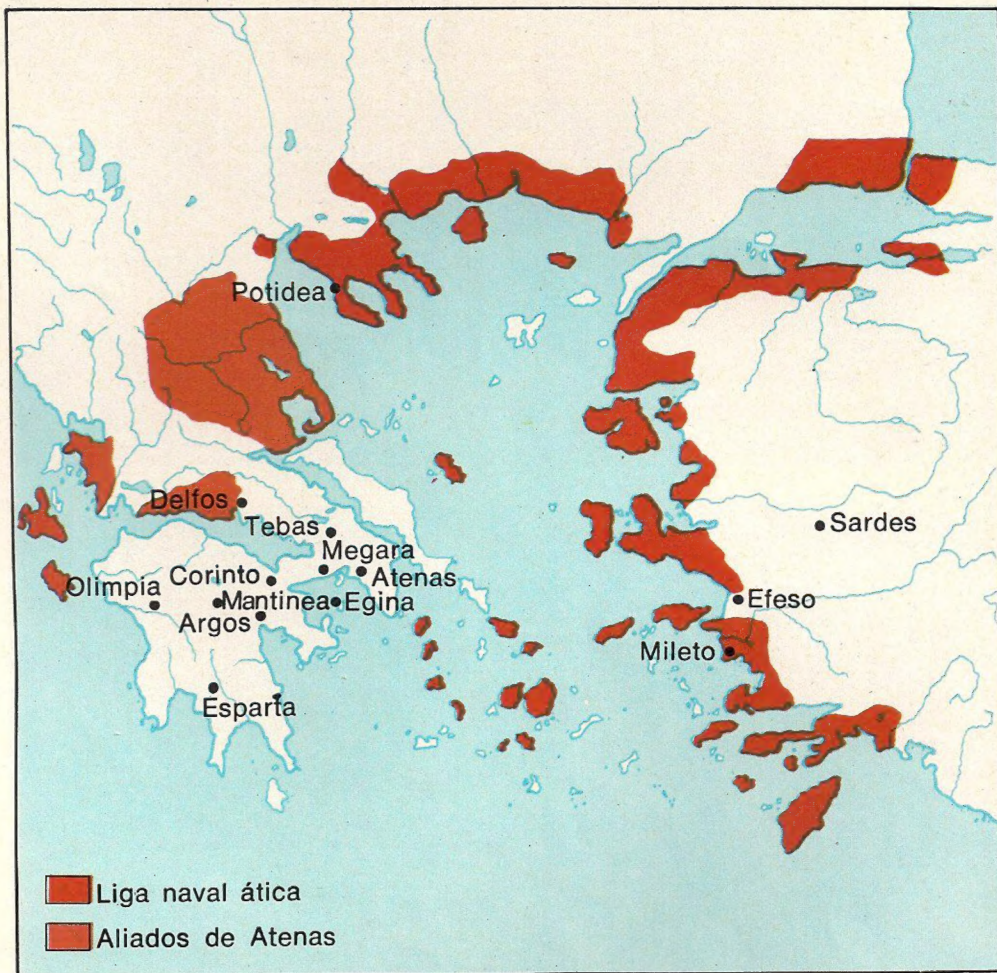 Potidea
Delfos
Tebas
Megara
Sardes
Olimpia
Corinto
Atenas
Mantinea
Egina
Efeso
Argos
Mileto
Esparta
Liga naval ática
Aliados de Atenas